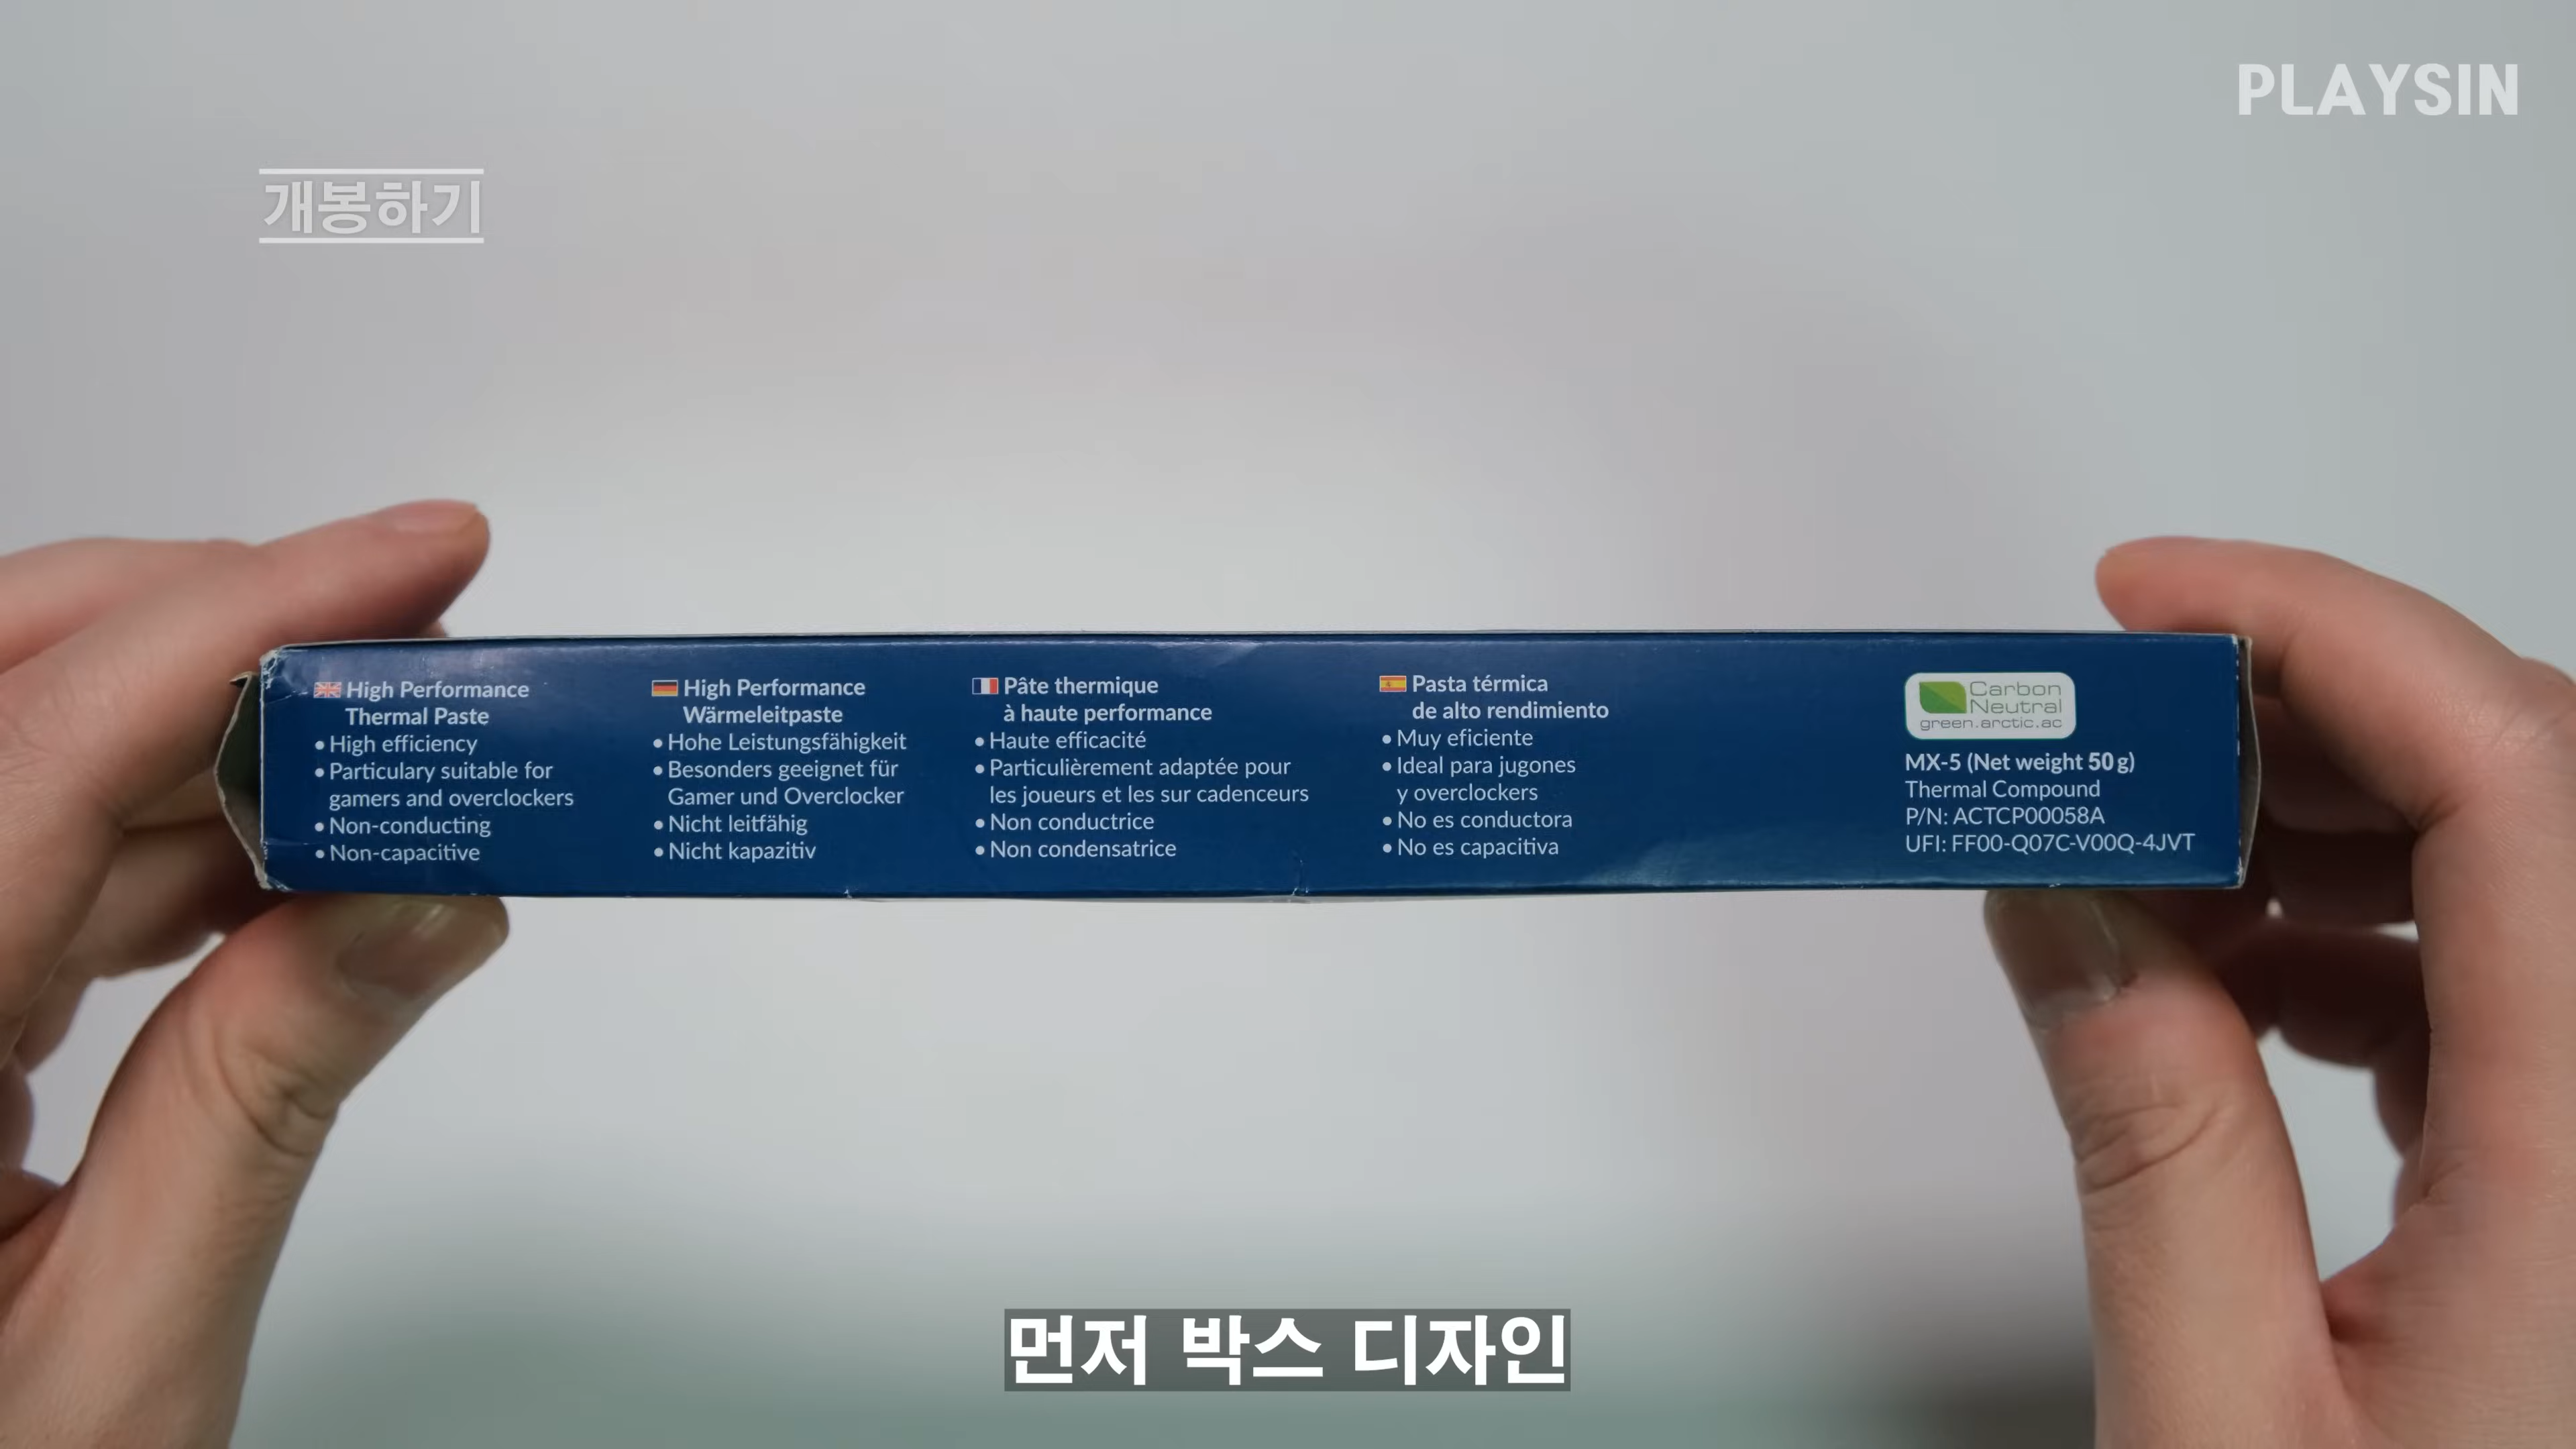 PLAYSIN
개봉하기
High Performance
Thermal Paste
• High efficiency
• Particulary suitable for
gamers and overclockers
• Non-conducting
• Non-capacitive
High Performance
Wärmeleitpaste
• Hohe Leistungsfähigkeit
• Besonders geeignet für
Gamer und Overclocker
• Nicht leitfähig
• Nicht kapazitiv
Pâte thermique
à haute performance
• Haute efficacité
• Particulièrement adaptée pour
les joueurs et les sur cadenceurs
• Non conductrice
• Non condensatrice
Pasta térmica
de alto rendimiento
• Muy eficiente
• Ideal para jugones
y overclockers
• No es conductora
• No es capacitiva
Carbon
Neutral
green.arctic.ac
MX-5 (Net weight 50g)
Thermal Compound
P/N: ACTCP00058A
UFI: FF00-Q07C-V00Q-4JVT
먼저 박스 디자인